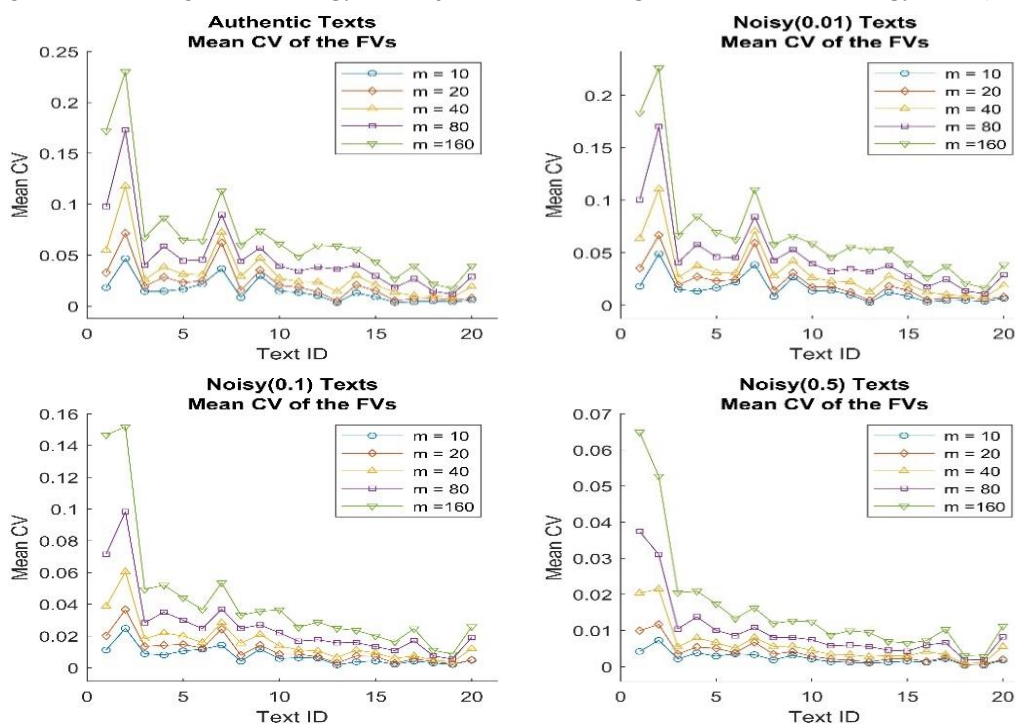 Authentic Texts
Mean CV of the FVs
0.25
0.2
0.15
0.1
0.05
0
Mean CV
0 5 10 15 20
Text ID
m = 10
m = 20
m = 40
m = 80
m =160
Noisy(0.01) Texts
Mean CV of the FVs
0.2
0.15
0.1
0.05
0
Mean CV
0 5 10 15 20
Text ID
m = 10
m = 20
m = 40
m = 80
m =160
Noisy(0.1) Texts
Mean CV of the FVs
0.16
0.14
0.12
0.1
0.08
0.06
0.04
0.02
0
Mean CV
0 5 10 15 20
Text ID
m = 10
m = 20
m = 40
m = 80
m =160
Noisy(0.5) Texts
Mean CV of the FVs
0.07
0.06
0.05
0.04
0.03
0.02
0.01
0
Mean CV
0 5 10 15 20
Text ID
m = 10
m = 20
m = 40
m = 80
m =160